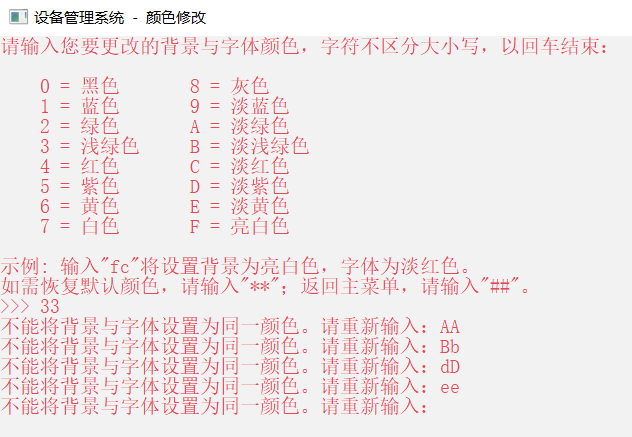 设备管理系统 - 颜色修改
请输入您要更改的背景与字体颜色，字符不区分大小写，以回车结束：
0 = 黑色 8 = 灰色
1 = 蓝色 9 = 淡蓝色
2 = 绿色 A = 淡绿色
3 = 浅绿色 B = 淡浅绿色
4 = 红色 C = 淡红色
5 = 紫色 D = 淡紫色
6 = 黄色 E = 淡黄色
7 = 白色 F = 亮白色
示例: 输入"fc"将设置背景为亮白色，字体为淡红色。
如需恢复默认颜色，请输入"**"；返回主菜单，请输入"##"。
>>> 33
不能将背景与字体设置为同一颜色。请重新输入：AA
不能将背景与字体设置为同一颜色。请重新输入：Bb
不能将背景与字体设置为同一颜色。请重新输入：dD
不能将背景与字体设置为同一颜色。请重新输入：ee
不能将背景与字体设置为同一颜色。请重新输入：